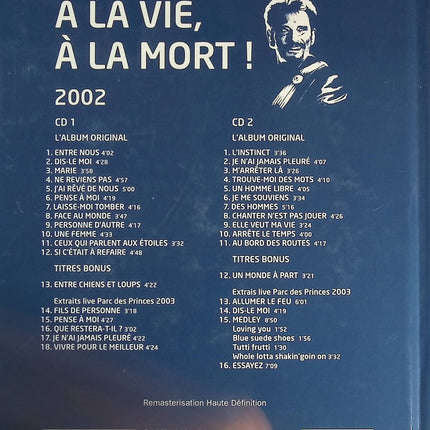 À LA VIE,
À LA MORT !
2002
CD 1
L'ALBUM ORIGINAL
1. ENTRE NOUS 4'02
2. DIS-LE MOI 4'28
3. MARIE 3'58
4. NE REVIENS PAS 4'57
5. J'AI RÊVÉ DE NOUS 5'00
6. PENSE À MOI 4'19
7. LAISSE-MOI TOMBER 4'16
8. FACE AU MONDE 3'47
9. PERSONNE D'AUTRE 4'17
10. UNE FEMME 4'33
11. CEUX QUI PARLENT AUX ÉTOILES 3'32
12. SI C'ÉTAIT À REFAIRE 4'48
TITRES BONUS
13. ENTRE CHIENS ET LOUPS 4'22
Extraits live Parc des Princes 2003
14. FILS DE PERSONNE 3'18
15. PENSE À MOI 4'27
16. QUE RESTERA-T-IL ? 3'02
17. JE N'AI JAMAIS PLEURÉ 4'22
18. VIVRE POUR LE MEILLEUR 4'24
CD 2
L'ALBUM ORIGINAL
1. L'INSTINCT 3'36
2. JE N'AI JAMAIS PLEURÉ 4'07
3. M'ARRÊTER LÀ 3'26
4. TROUVE-MOI DES MOTS 4'10
5. UN HOMME LIBRE 4'05
6. JE ME SOUVIENS 3'34
7. DES HOMMES 5'16
8. CHANTER N'EST PAS JOUER 4'26
9. ELLE VEUT MA VIE 3'24
10. ARRÊTE LE TEMPS 4'00
11. AU BORD DES ROUTES 4'17
TITRES BONUS
12. UN MONDE À PART 3'21
Extrais live Parc des Princes 2003
13. ALLUMER LE FEU 6'01
14. DIS-LE MOI 4'19
15. MEDLEY 8'50
Loving you 1'52
Blue suede shoes 1'56
Tutti frutti 1'30
Whole lotta shakin'goin on 3'32
16. ESSAYEZ 7'09
Remasterisation Haute Définition